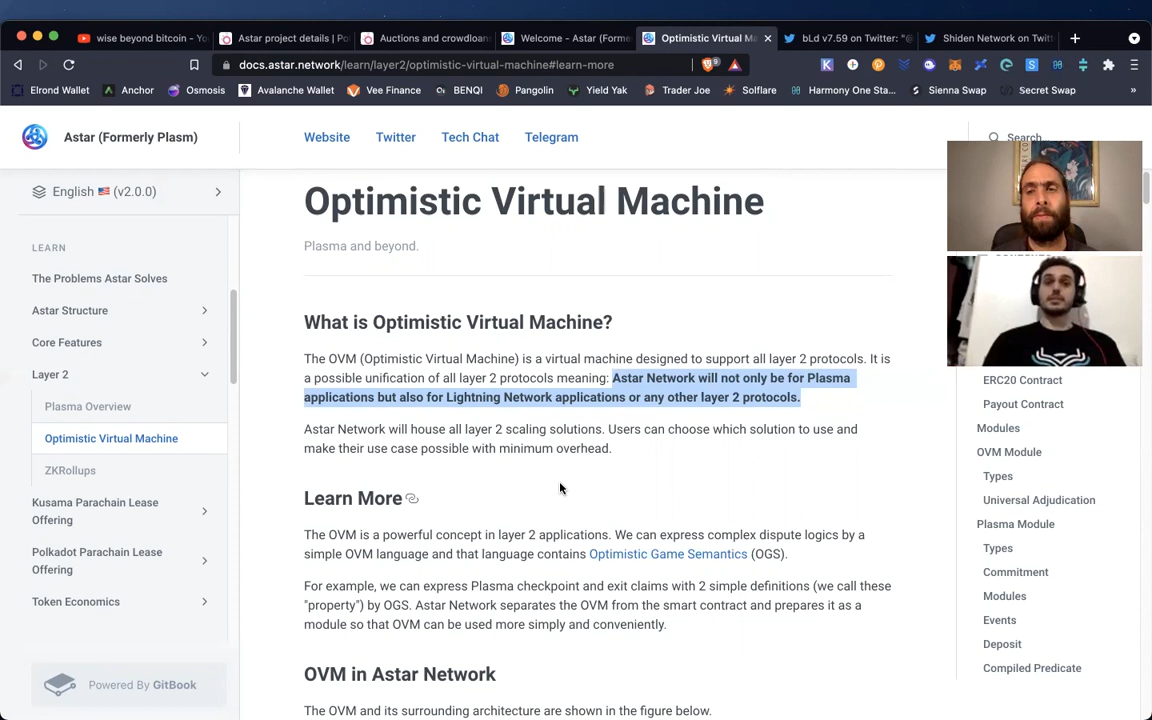 wise beyond bitcoin - Yo
Astar project details | Po
Auctions and crowdloan
Welcome - Astar (Forme
Optimistic Virtual Ma
bLd v7.59 on Twitter: "@
Shiden Network on Twitt
docs.astar.network/learn/layer2/optimistic-virtual-machine#learn-more
Elrond Wallet
Anchor
Osmosis
Avalanche Wallet
Vee Finance
BENQI
Pangolin
Yield Yak
Trader Joe
Solflare
Harmony One Sta...
Sienna Swap
Secret Swap
»
Astar (Formerly Plasm)
Website
Twitter
Tech Chat
Telegram
Search
English 🇺🇸 (v2.0.0)
LEARN
The Problems Astar Solves
Astar Structure
Core Features
Layer 2
Plasma Overview
Optimistic Virtual Machine
ZKRollups
Kusama Parachain Lease
Offering
Polkadot Parachain Lease
Offering
Token Economics
Powered By GitBook
Optimistic Virtual Machine
Plasma and beyond.
What is Optimistic Virtual Machine?
The OVM (Optimistic Virtual Machine) is a virtual machine designed to support all layer 2 protocols. It is
a possible unification of all layer 2 protocols meaning: Astar Network will not only be for Plasma
applications but also for Lightning Network applications or any other layer 2 protocols.
Astar Network will house all layer 2 scaling solutions. Users can choose which solution to use and
make their use case possible with minimum overhead.
Learn More
The OVM is a powerful concept in layer 2 applications. We can express complex dispute logics by a
simple OVM language and that language contains Optimistic Game Semantics (OGS).
For example, we can express Plasma checkpoint and exit claims with 2 simple definitions (we call these
"property") by OGS. Astar Network separates the OVM from the smart contract and prepares it as a
module so that OVM can be used more simply and conveniently.
OVM in Astar Network
The OVM and its surrounding architecture are shown in the figure below.
ERC20 Contract
Payout Contract
Modules
OVM Module
Types
Universal Adjudication
Plasma Module
Types
Commitment
Modules
Events
Deposit
Compiled Predicate